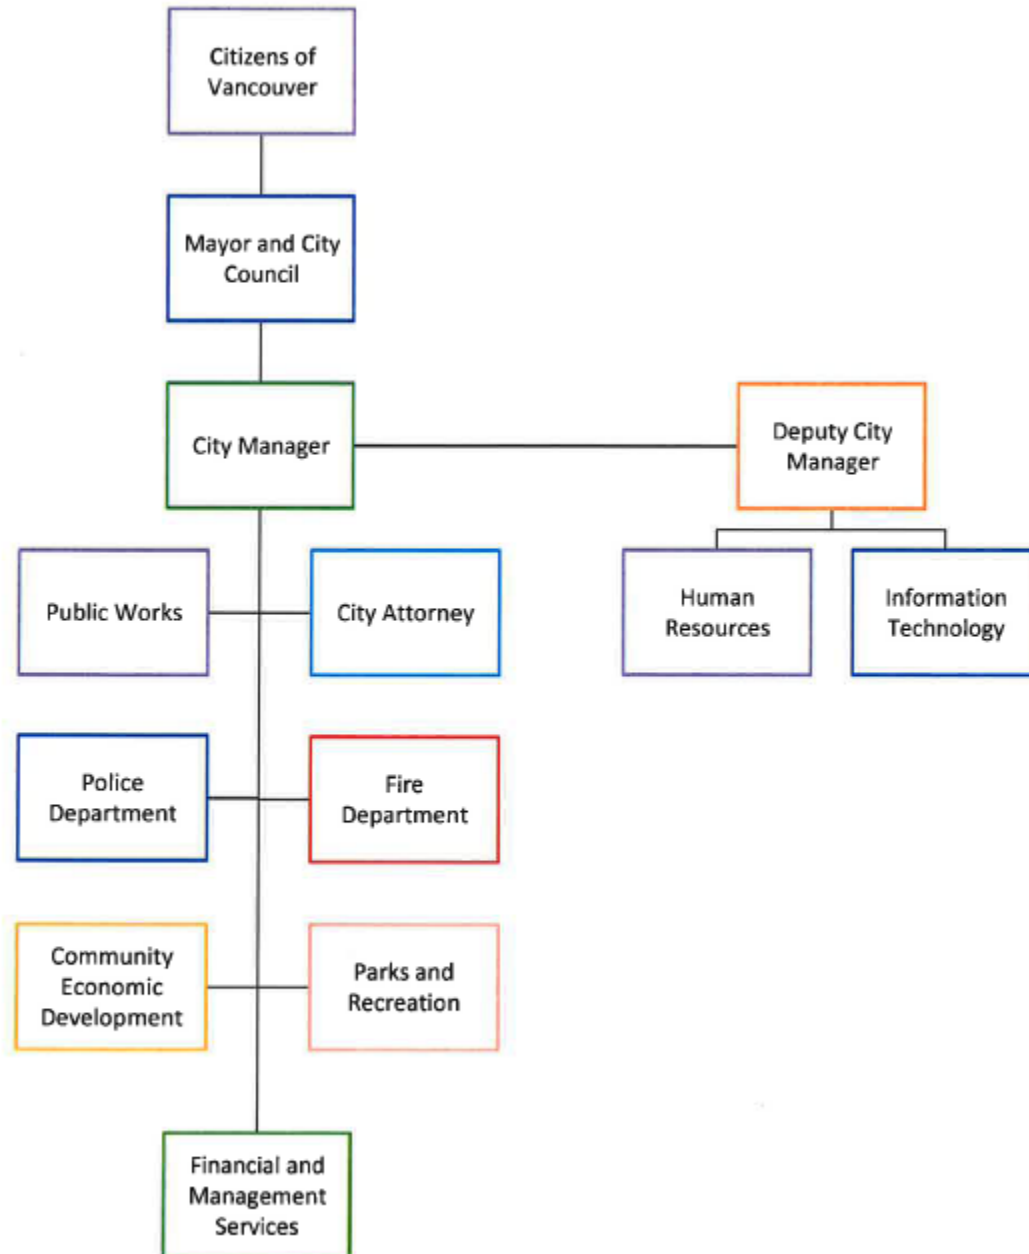 Citizens of
Vancouver
Mayor and City
Council
City Manager
Deputy City
Manager
Public Works
City Attorney
Human
Resources
Information
Technology
Police
Department
Fire
Department
Community
Economic
Development
Parks and
Recreation
Financial and
Management
Services